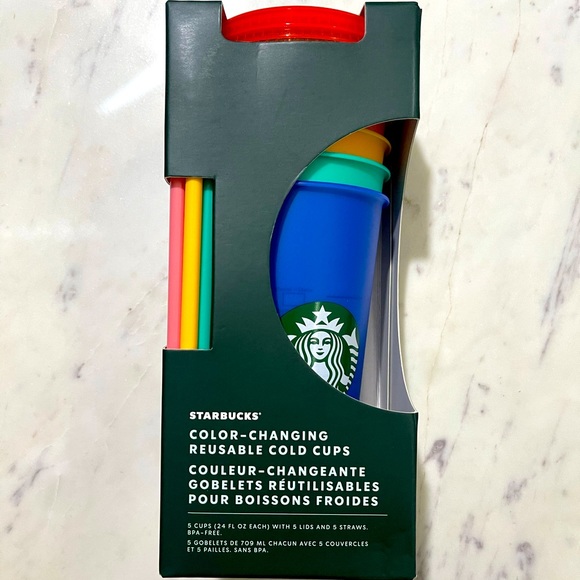 STARBUCKS®
COLOR-CHANGING
REUSABLE COLD CUPS
COULEUR-CHANGEANTE
GOBELETS RÉUTILISABLES
POUR BOISSONS FROIDES
5 CUPS (24 FL OZ EACH) WITH 5 LIDS AND 5 STRAWS.
BPA-FREE.
5 GOBELETS DE 709 ML CHACUN AVEC 5 COUVERCLES
ET 5 PAILLES. SANS BPA.